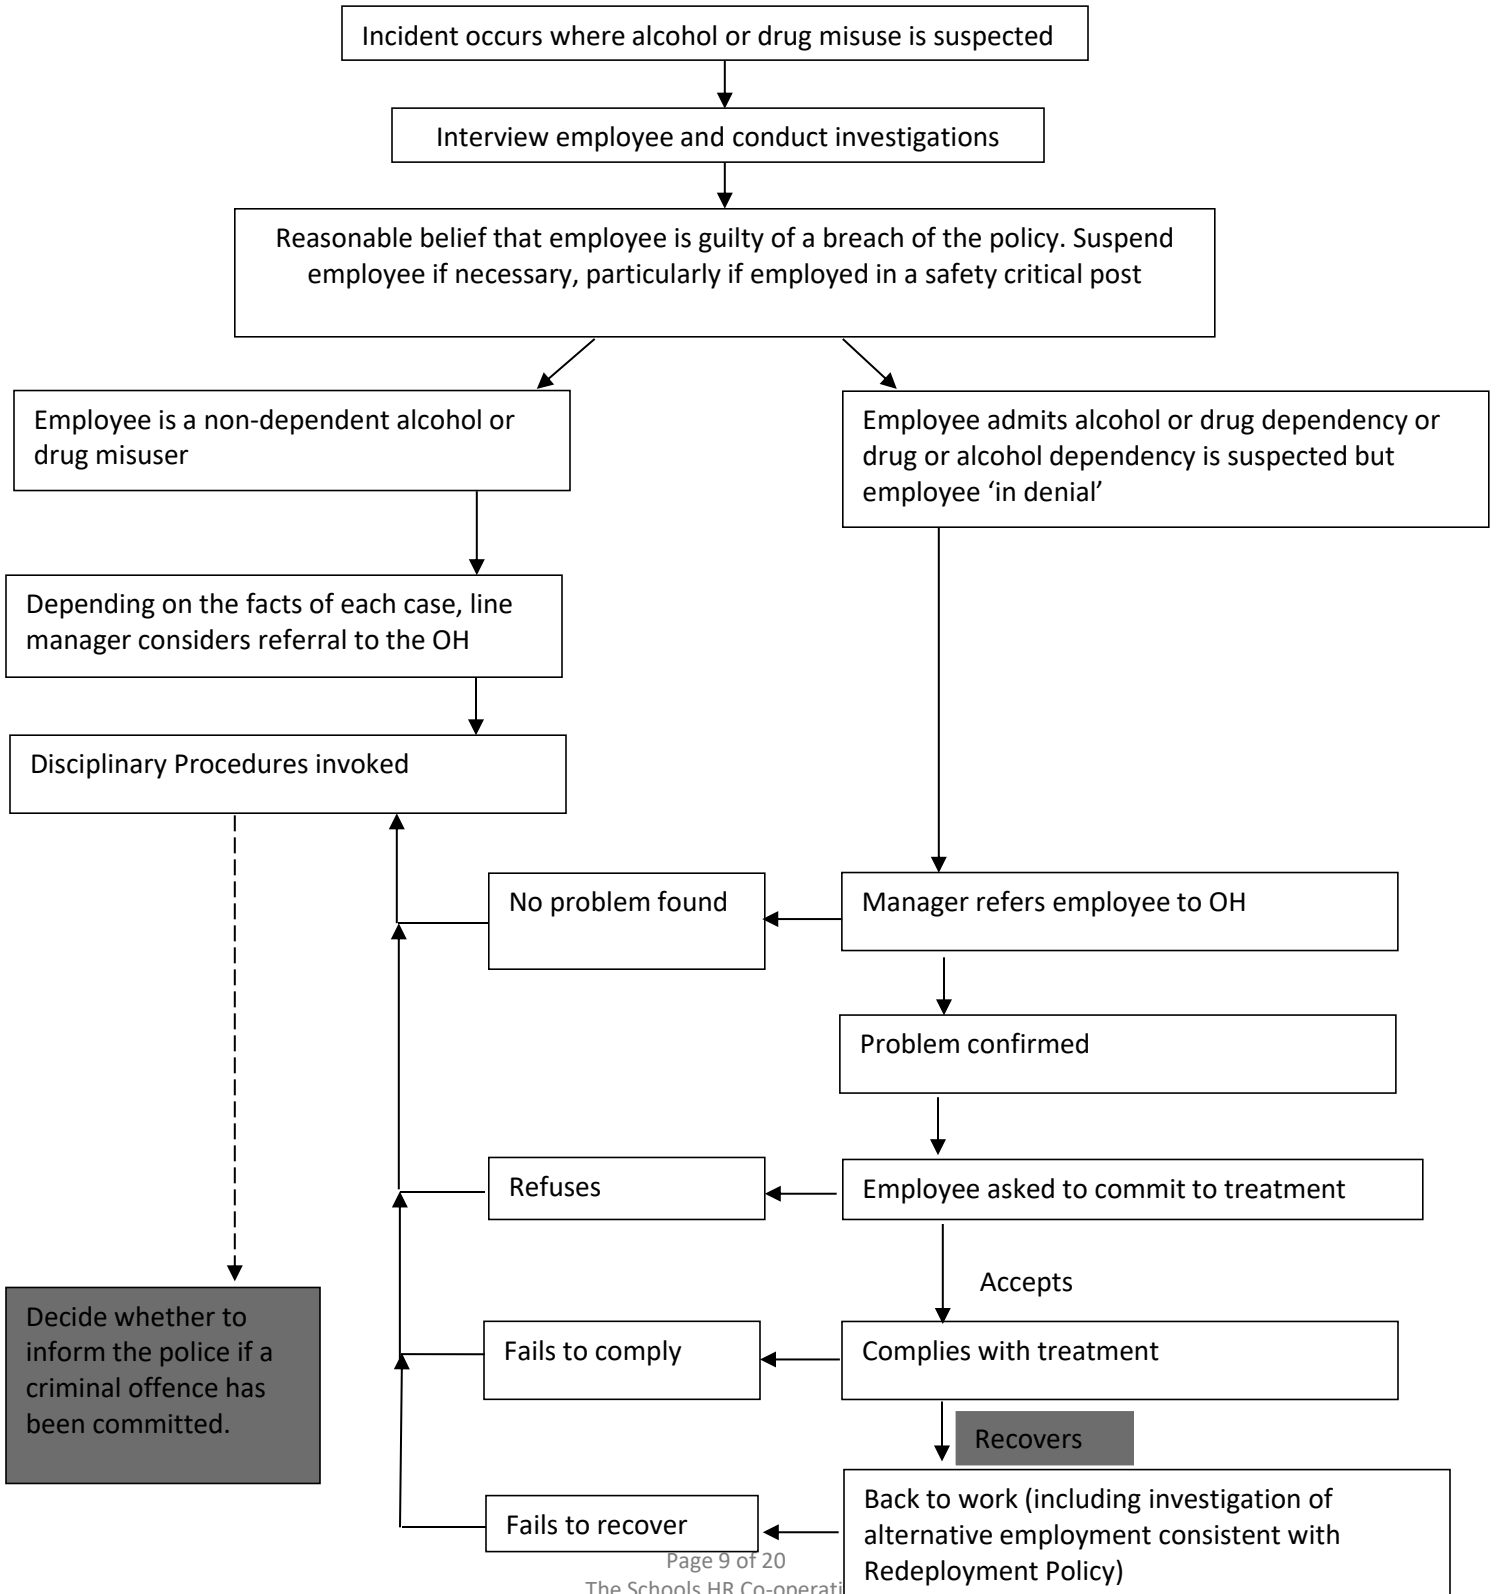 Incident occurs where alcohol or drug misuse is suspected
Interview employee and conduct investigations
Reasonable belief that employee is guilty of a breach of the policy. Suspend
employee if necessary, particularly if employed in a safety critical post
Employee is a non-dependent alcohol or
drug misuser
Employee admits alcohol or drug dependency or
drug or alcohol dependency is suspected but
employee ‘in denial’
Depending on the facts of each case, line
manager considers referral to the OH
Disciplinary Procedures invoked
No problem found
Manager refers employee to OH
Problem confirmed
Refuses
Employee asked to commit to treatment
Accepts
Decide whether to
inform the police if a
criminal offence has
been committed.
Fails to comply
Complies with treatment
Recovers
Fails to recover
Back to work (including investigation of
alternative employment consistent with
Redeployment Policy)
Page 9 of 20
The Schools HR Co-operati